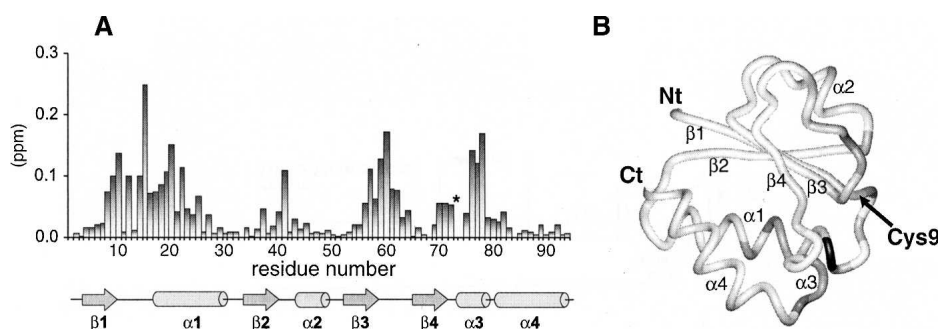 A
B
0.3
0.2
0.1
0.0
(ppm)
*
10 20 30 40 50 60 70 80 90
residue number
β1 α1 β2 α2 β3 β4 α3 α4
Nt
α2
β1
β2
β4
β3
Ct
α1
Cys9
α4
α3